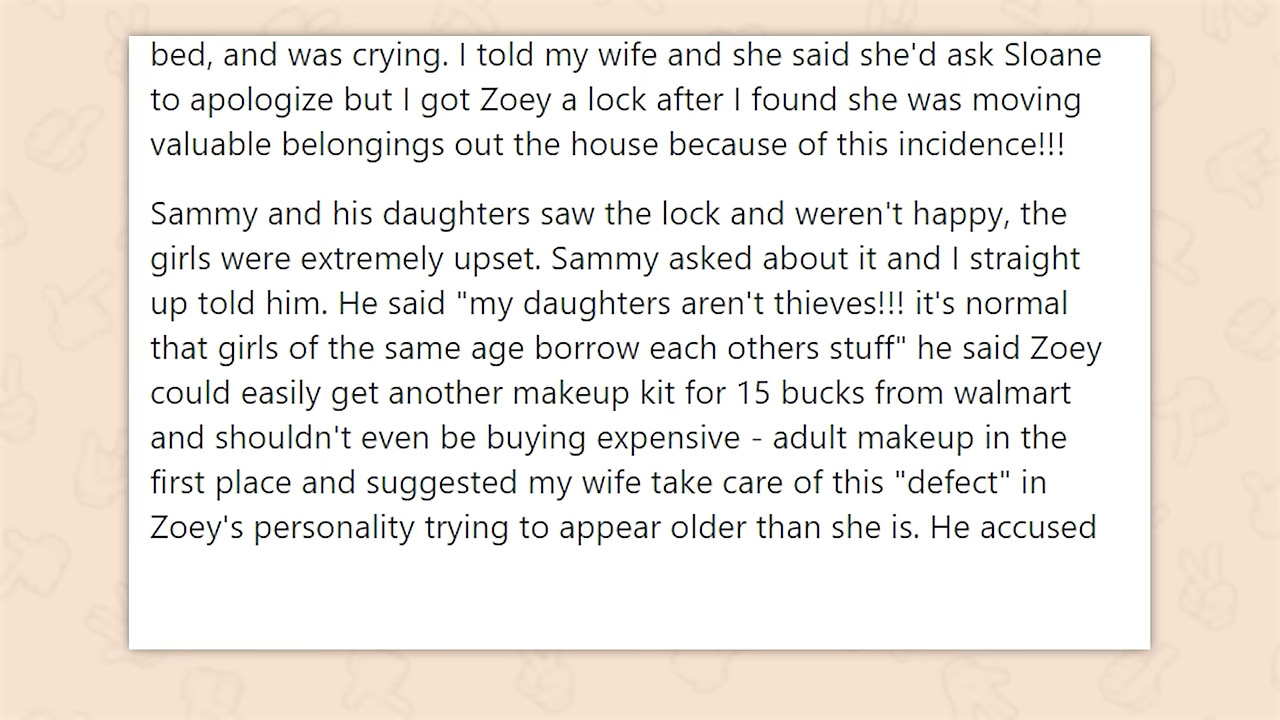 bed, and was crying. I told my wife and she said she'd ask Sloane
to apologize but I got Zoey a lock after I found she was moving
valuable belongings out the house because of this incidence!!!
Sammy and his daughters saw the lock and weren't happy, the
girls were extremely upset. Sammy asked about it and I straight
up told him. He said "my daughters aren't thieves!!! it's normal
that girls of the same age borrow each others stuff" he said Zoey
could easily get another makeup kit for 15 bucks from walmart
and shouldn't even be buying expensive - adult makeup in the
first place and suggested my wife take care of this "defect" in
Zoey's personality trying to appear older than she is. He accused